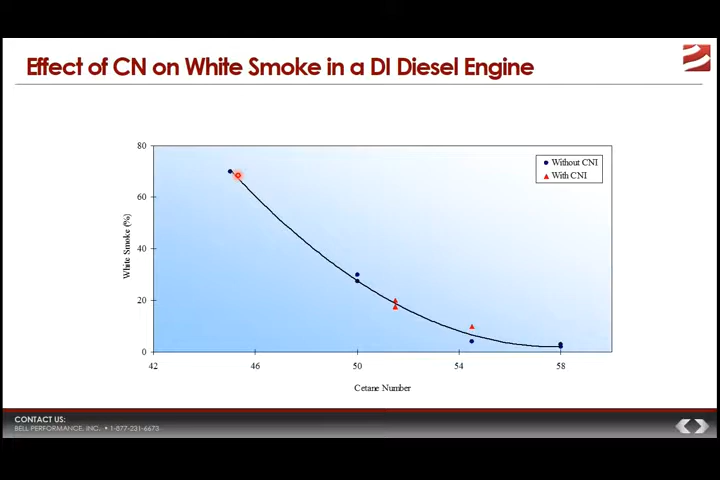 Effect of CN on White Smoke in a DI Diesel Engine
80
60
40
20
0
White Smoke (%)
Without CNI
With CNI
42 46 50 54 58
Cetane Number
CONTACT US:
BELL PERFORMANCE, INC. • 1-877-231-6673